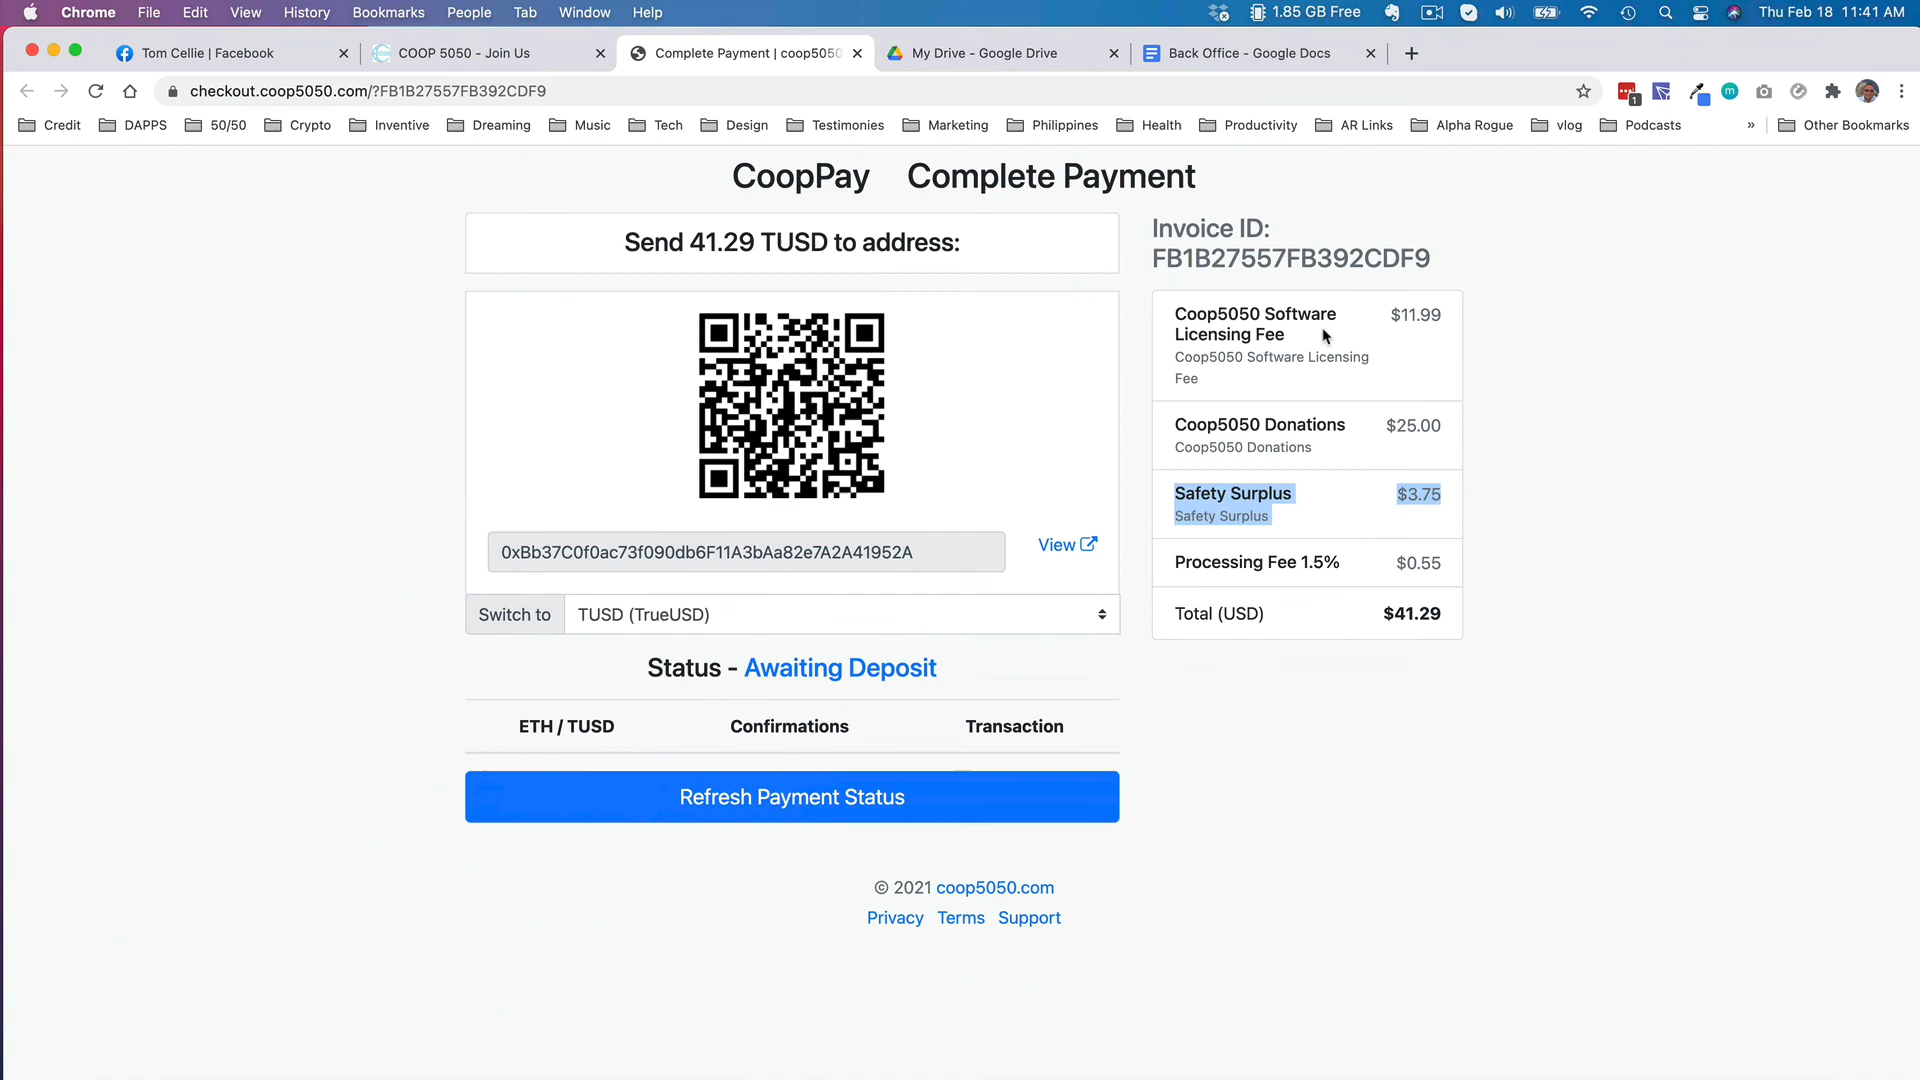 Chrome File Edit View History Bookmarks People Tab Window Help 1.85 GB Free Thu Feb 18 11:41 AM
Tom Cellie | Facebook COOP 5050 - Join Us Complete Payment | coop5050 My Drive - Google Drive Back Office - Google Docs
checkout.coop5050.com/?FB1B27557FB392CDF9
Credit DAPPS 50/50 Crypto Inventive Dreaming Music Tech Design Testimonies Marketing Philippines Health Productivity AR Links Alpha Rogue vlog Podcasts » Other Bookmarks
CoopPay Complete Payment
Send 41.29 TUSD to address:
0xBb37C0f0ac73f090db6F11A3bAa82e7A2A41952A
View
Switch to TUSD (TrueUSD)
Status - Awaiting Deposit
ETH / TUSD Confirmations Transaction
Refresh Payment Status
Invoice ID:
FB1B27557FB392CDF9
Coop5050 Software $11.99
Licensing Fee
Coop5050 Software Licensing
Fee
Coop5050 Donations $25.00
Coop5050 Donations
Safety Surplus $3.75
Safety Surplus
Processing Fee 1.5% $0.55
Total (USD) $41.29
© 2021 coop5050.com
Privacy Terms Support